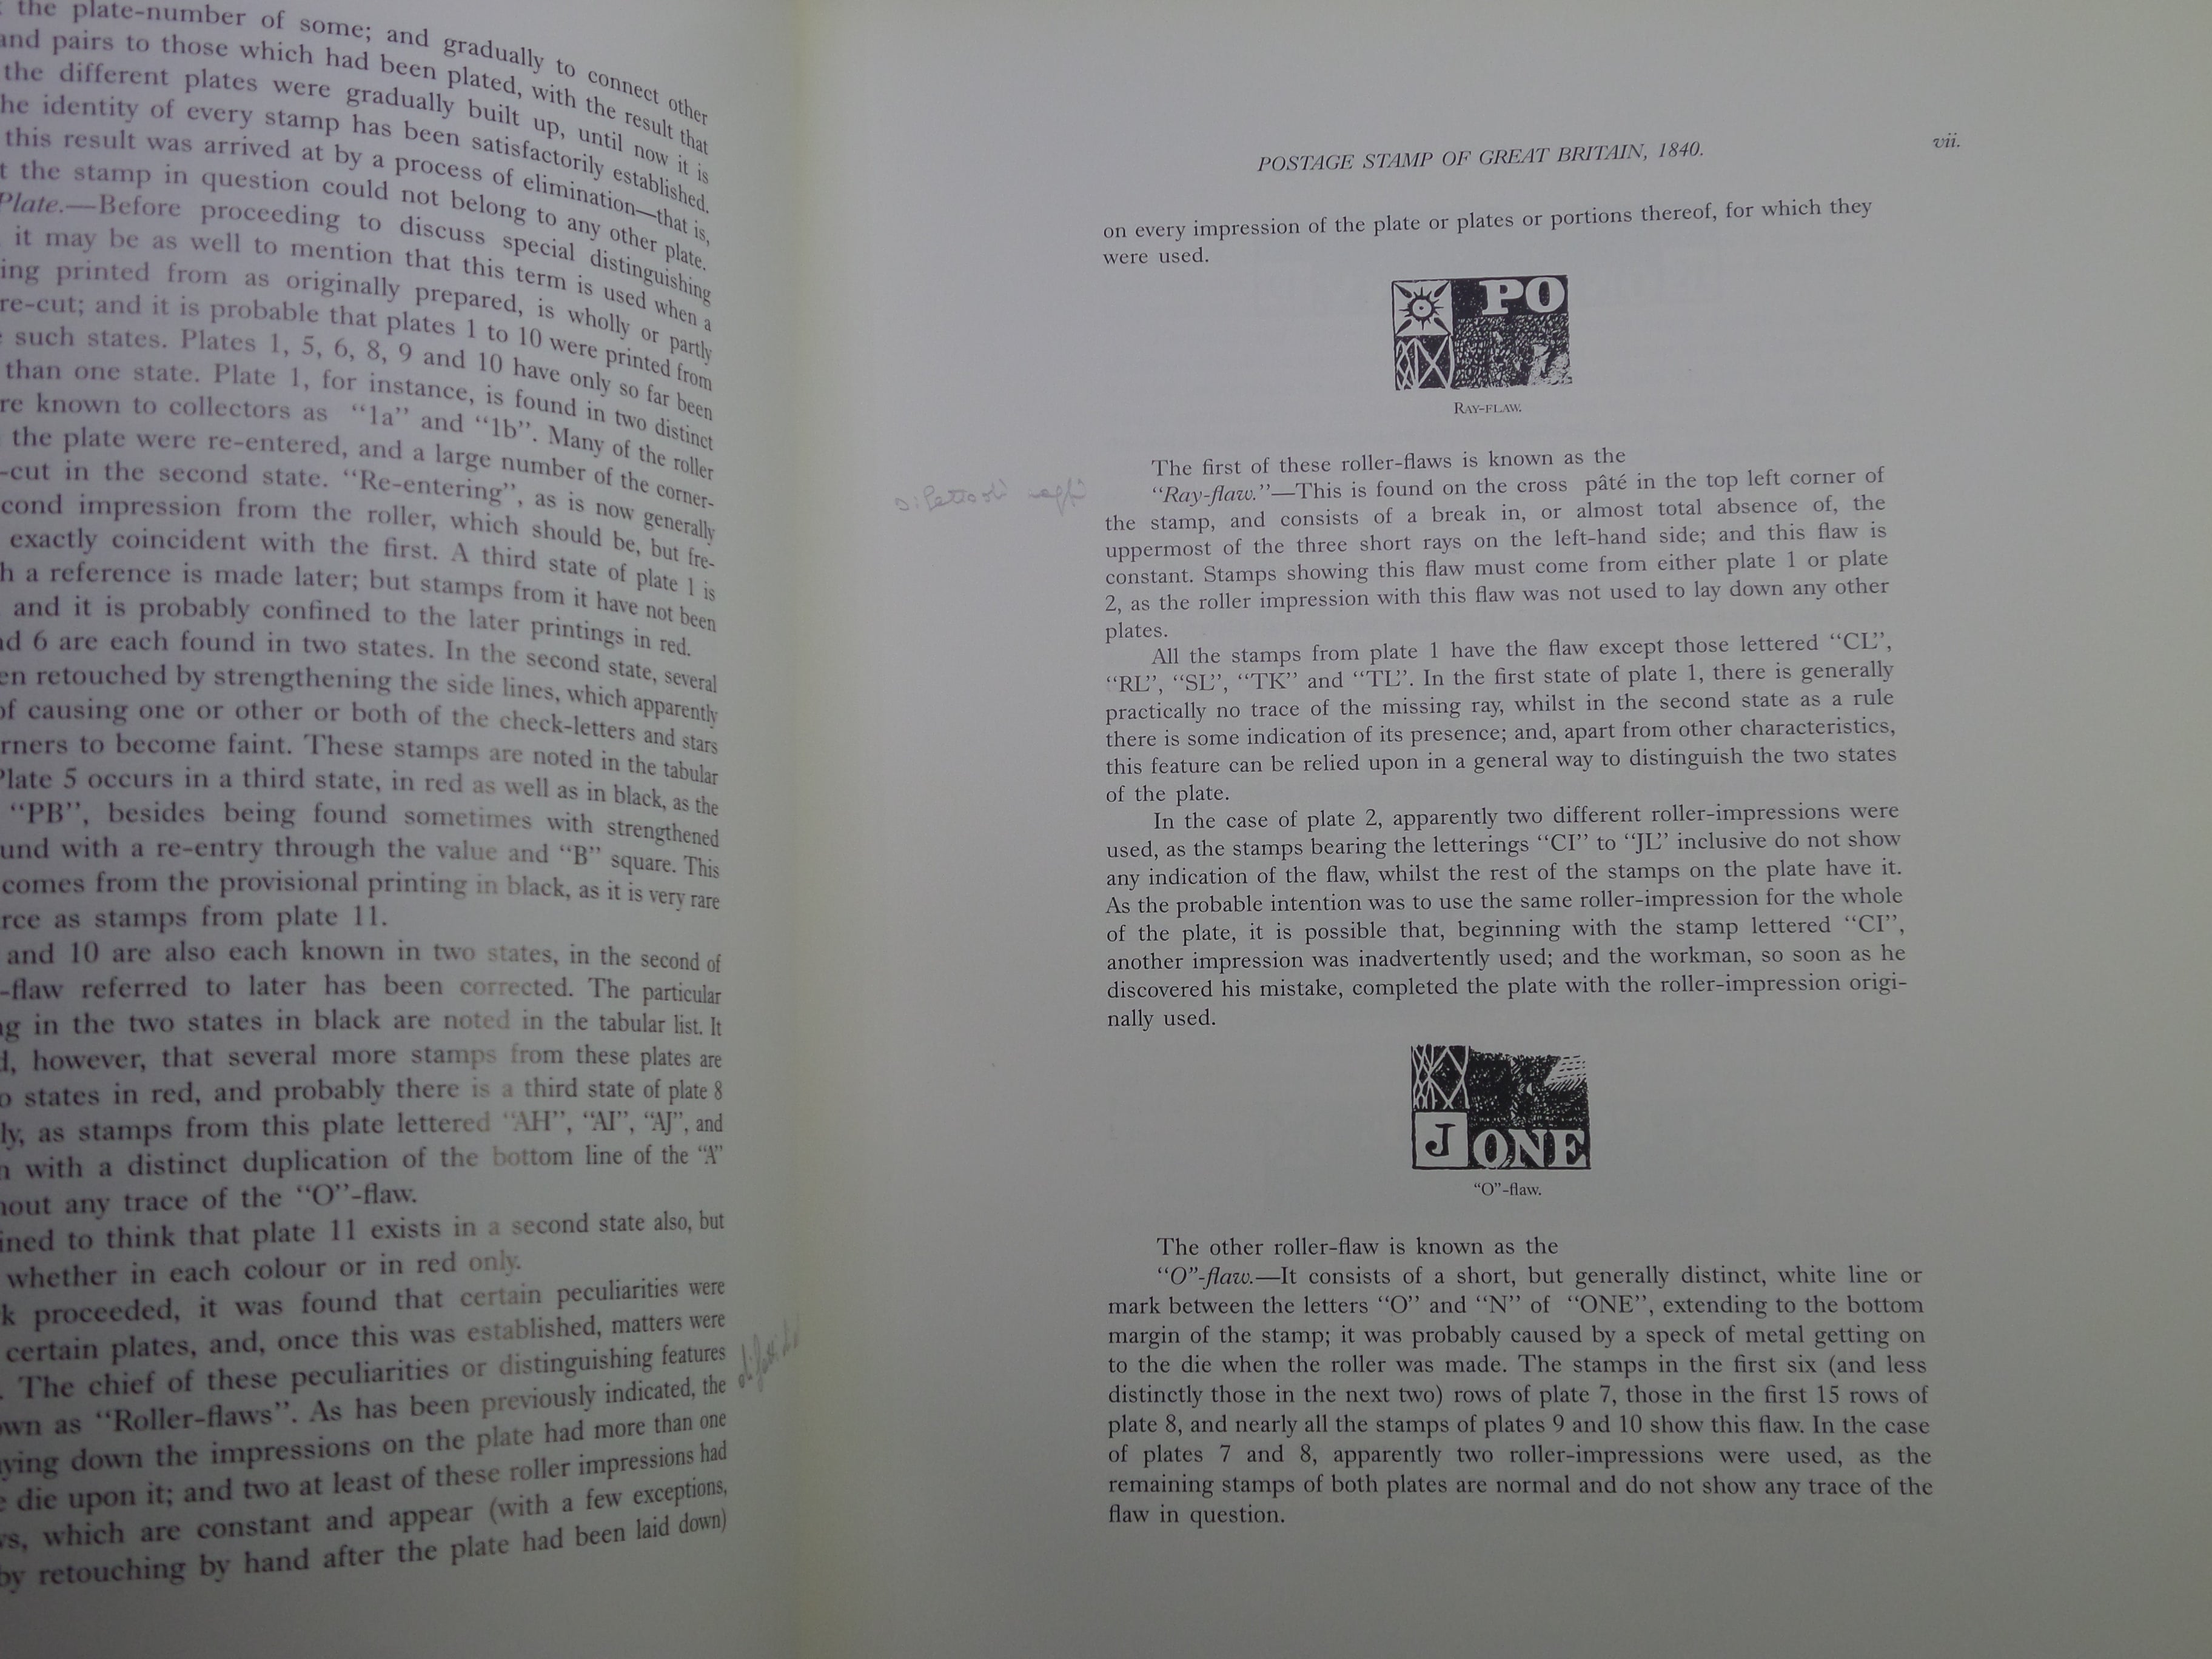 the plate-number of some; and gradually to connect other
and pairs to those which had been plated, with the result that
the different plates were gradually built up, until now it is
he identity of every stamp has been satisfactorily established.
this result was arrived at by a process of elimination—that is,
t the stamp in question could not belong to any other plate.
Plate.—Before proceeding to discuss special distinguishing
it may be as well to mention that this term is used when a
ing printed from as originally prepared, is wholly or partly
re-cut; and it is probable that plates 1 to 10 were printed from
such states. Plates 1, 5, 6, 8, 9 and 10 have only so far been
than one state. Plate 1, for instance, is found in two distinct
re known to collectors as “1a” and “1b”. Many of the roller
the plate were re-entered, and a large number of the corner-
-cut in the second state. “Re-entering”, as is now generally
cond impression from the roller, which should be, but fre-
exactly coincident with the first. A third state of plate 1 is
h a reference is made later; but stamps from it have not been
and it is probably confined to the later printings in red.
nd 6 are each found in two states. In the second state, several
en retouched by strengthening the side lines, which apparently
of causing one or other or both of the check-letters and stars
rners to become faint. These stamps are noted in the tabular
Plate 5 occurs in a third state, in red as well as in black, as the
“PB”, besides being found sometimes with strengthened
und with a re-entry through the value and “B” square. This
comes from the provisional printing in black, as it is very rare
rce as stamps from plate 11.
and 10 are also each known in two states, in the second of
-flaw referred to later has been corrected. The particular
ng in the two states in black are noted in the tabular list. It
d, however, that several more stamps from these plates are
o states in red, and probably there is a third state of plate 8
ly, as stamps from this plate lettered “AH”, “AI”, “AJ”, and
n with a distinct duplication of the bottom line of the “A”
hout any trace of the “O”-flaw.
ined to think that plate 11 exists in a second state also, but
whether in each colour or in red only.
k proceeded, it was found that certain peculiarities were
certain plates, and, once this was established, matters were
. The chief of these peculiarities or distinguishing features
own as “Roller-flaws”. As has been previously indicated, the
ying down the impressions on the plate had more than one
e die upon it; and two at least of these roller impressions had
ws, which are constant and appear (with a few exceptions,
by retouching by hand after the plate had been laid down)
POSTAGE STAMP OF GREAT BRITAIN, 1840. vii.
on every impression of the plate or plates or portions thereof, for which they
were used.
PO
RAY-FLAW.
The first of these roller-flaws is known as the
“Ray-flaw.”—This is found on the cross pâté in the top left corner of
the stamp, and consists of a break in, or almost total absence of, the
uppermost of the three short rays on the left-hand side; and this flaw is
constant. Stamps showing this flaw must come from either plate 1 or plate
2, as the roller impression with this flaw was not used to lay down any other
plates.
All the stamps from plate 1 have the flaw except those lettered “CL”,
“RL”, “SL”, “TK” and “TL”. In the first state of plate 1, there is generally
practically no trace of the missing ray, whilst in the second state as a rule
there is some indication of its presence; and, apart from other characteristics,
this feature can be relied upon in a general way to distinguish the two states
of the plate.
In the case of plate 2, apparently two different roller-impressions were
used, as the stamps bearing the letterings “CI” to “JL” inclusive do not show
any indication of the flaw, whilst the rest of the stamps on the plate have it.
As the probable intention was to use the same roller-impression for the whole
of the plate, it is possible that, beginning with the stamp lettered “CI”,
another impression was inadvertently used; and the workman, so soon as he
discovered his mistake, completed the plate with the roller-impression origi-
nally used.
J ONE
“O”-flaw.
The other roller-flaw is known as the
“O”-flaw.—It consists of a short, but generally distinct, white line or
mark between the letters “O” and “N” of “ONE”, extending to the bottom
margin of the stamp; it was probably caused by a speck of metal getting on
to the die when the roller was made. The stamps in the first six (and less
distinctly those in the next two) rows of plate 7, those in the first 15 rows of
plate 8, and nearly all the stamps of plates 9 and 10 show this flaw. In the case
of plates 7 and 8, apparently two roller-impressions were used, as the
remaining stamps of both plates are normal and do not show any trace of the
flaw in question.